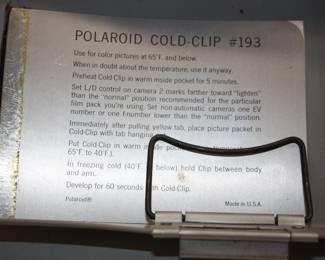 POLAROID COLD-CLIP #193
Use for color pictures at 65°F. and below.
When in doubt about the temperature, use it anyway.
Preheat Cold-Clip in warm inside pocket for 5 minutes.
Set L/D control on camera 2 marks farther toward "lighten"
than the "normal" position recommended for the particular
film pack you're using. Set non-automatic cameras one EV
number or one f-number lower than the "normal" position.
Immediately after pulling yellow tab, place picture packet in
Cold-Clip with tab hanging
Put Cold-Clip in warm
65°F. to 40°F.).
In freezing cold (40°F. below) hold Clip between body
and arm.
Develop for 60 seconds with Cold-Clip.
Polaroid® Made in U.S.A.